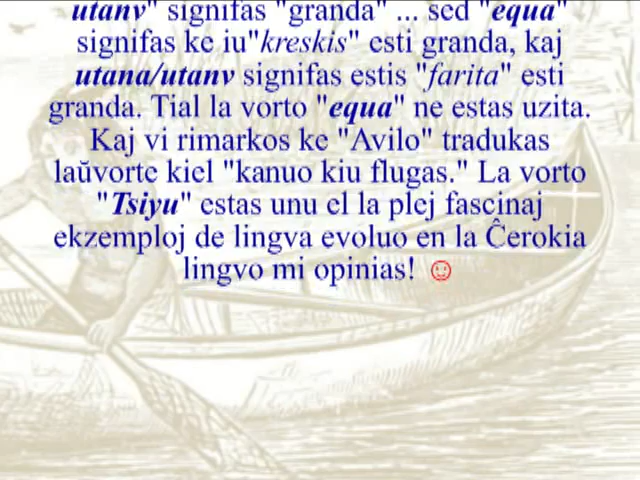 utanv" signifas "granda" ... sed "equa"
signifas ke iu"kreskis" esti granda, kaj
utana/utanv signifas estis "farita" esti
granda. Tial la vorto "equa" ne estas uzita.
Kaj vi rimarkos ke "Avilo" tradukas
laŭvorte kiel "kanuo kiu flugas." La vorto
"Tsiyu" estas unu el la plej fascinaj
ekzemploj de lingva evoluo en la Ĉerokia
lingvo mi opinias! ☺